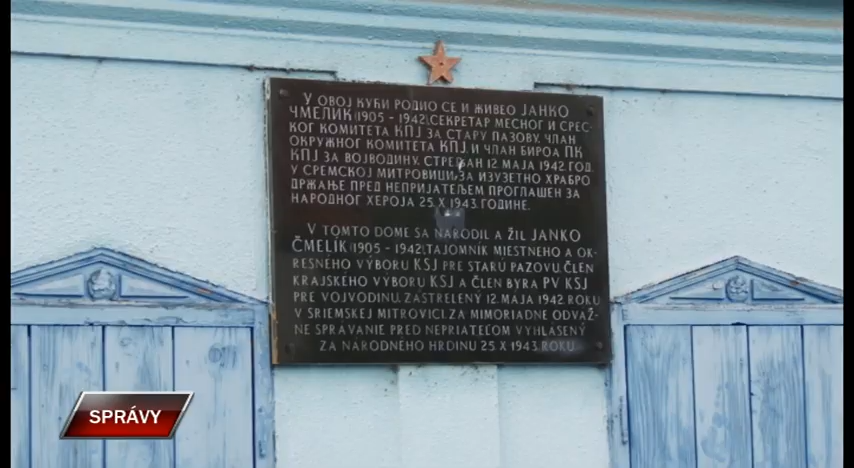 У ОВОЈ КУЋИ РОДИО СЕ И ЖИВЕО ЈАНКО
ЧМЕЛИК (1905 - 1942), СЕКРЕТАР МЕСНОГ И СРЕС-
КОГ КОМИТЕТА КПЈ ЗА СТАРУ ПАЗОВУ, ЧЛАН
ОКРУЖНОГ КОМИТЕТА КПЈ И ЧЛАН БИРОА ПК
КПЈ ЗА ВОЈВОДИНУ. СТРЕЉАН 12. МАЈА 1942. ГОД.
У СРЕМСКОЈ МИТРОВИЦИ, ЗА ИЗУЗЕТНО ХРАБРО
ДРЖАЊЕ ПРЕД НЕПРИЈАТЕЉЕМ ПРОГЛАШЕН ЗА
НАРОДНОГ ХЕРОЈА 25. X 1943. ГОДИНЕ.
V TOMTO DOME SA NARODIL A ŽIL JANKO
ČMELIK (1905 - 1942), TAJOMNÍK MIESTNEHO A OK-
RESNÉHO VÝBORU KSJ PRE STARÚ PAZOVU, ČLEN
KRAJSKÉHO VÝBORU KSJ A ČLEN BYRA PV KSJ
PRE VOJVODINU. ZASTRELENÝ 12. MAJA 1942. ROKU
V SRIEMSKEJ MITROVICI, ZA MIMORIADNE ODVÁŽ-
NE SPRÁVANIE PRED NEPRIATEĽOM VYHLÁSENÝ
ZA NÁRODNÉHO HRDINU 25. X 1943. ROKU.
SPRÁVY